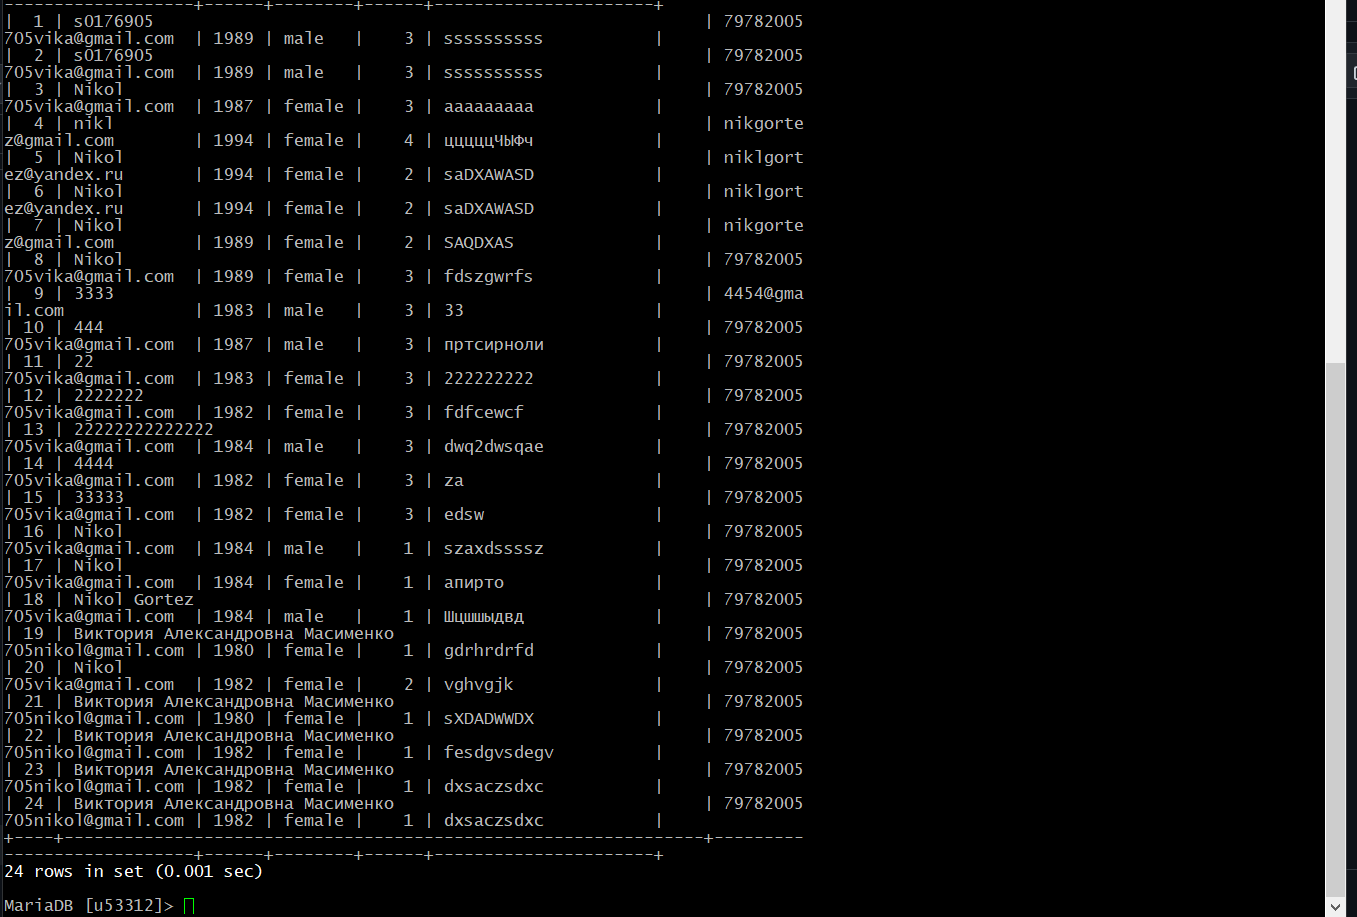 -------------------+------+--------+------+----------------------+
|  1 | s0176905                                                       | 79782005
705vika@gmail.com  | 1989 | male   |    3 | ssssssssss           |
|  2 | s0176905                                                       | 79782005
705vika@gmail.com  | 1989 | male   |    3 | ssssssssss           |
|  3 | Nikol                                                          | 79782005
705vika@gmail.com  | 1987 | female |    3 | aaaaaaaaa            |
|  4 | nikl                                                           | nikgorte
z@gmail.com        | 1994 | female |    4 | цццццЧЫФч            |
|  5 | Nikol                                                          | niklgort
ez@yandex.ru       | 1994 | female |    2 | saDXAWASD            |
|  6 | Nikol                                                          | niklgort
ez@yandex.ru       | 1994 | female |    2 | saDXAWASD            |
|  7 | Nikol                                                          | nikgorte
z@gmail.com        | 1989 | female |    2 | SAQDXAS              |
|  8 | Nikol                                                          | 79782005
705vika@gmail.com  | 1989 | female |    3 | fdszgwrfs            |
|  9 | 3333                                                           | 4454@gma
il.com             | 1983 | male   |    3 | 33                   |
| 10 | 444                                                            | 79782005
705vika@gmail.com  | 1987 | male   |    3 | пртсирноли           |
| 11 | 22                                                             | 79782005
705vika@gmail.com  | 1983 | female |    3 | 222222222            |
| 12 | 2222222                                                        | 79782005
705vika@gmail.com  | 1982 | female |    3 | fdfcewcf             |
| 13 | 22222222222222                                                 | 79782005
705vika@gmail.com  | 1984 | male   |    3 | dwq2dwsqae           |
| 14 | 4444                                                           | 79782005
705vika@gmail.com  | 1982 | female |    3 | za                   |
| 15 | 33333                                                          | 79782005
705vika@gmail.com  | 1982 | female |    3 | edsw                 |
| 16 | Nikol                                                          | 79782005
705vika@gmail.com  | 1984 | male   |    1 | szaxdssssz           |
| 17 | Nikol                                                          | 79782005
705vika@gmail.com  | 1984 | female |    1 | апирто               |
| 18 | Nikol Gortez                                                   | 79782005
705vika@gmail.com  | 1984 | male   |    1 | Шцшшыдвд             |
| 19 | Виктория Александровна Масименко                               | 79782005
705nikol@gmail.com | 1980 | female |    1 | gdrhrdrfd            |
| 20 | Nikol                                                          | 79782005
705vika@gmail.com  | 1982 | female |    2 | vghvgjk              |
| 21 | Виктория Александровна Масименко                               | 79782005
705nikol@gmail.com | 1980 | female |    1 | sXDADWWDX            |
| 22 | Виктория Александровна Масименко                               | 79782005
705nikol@gmail.com | 1982 | female |    1 | fesdgvsdegv          |
| 23 | Виктория Александровна Масименко                               | 79782005
705nikol@gmail.com | 1982 | female |    1 | dxsaczsdxc           |
| 24 | Виктория Александровна Масименко                               | 79782005
705nikol@gmail.com | 1982 | female |    1 | dxsaczsdxc           |
+----+----------------------------------------------------------------+---------
-------------------+------+--------+------+----------------------+
24 rows in set (0.001 sec)
MariaDB [u53312]>